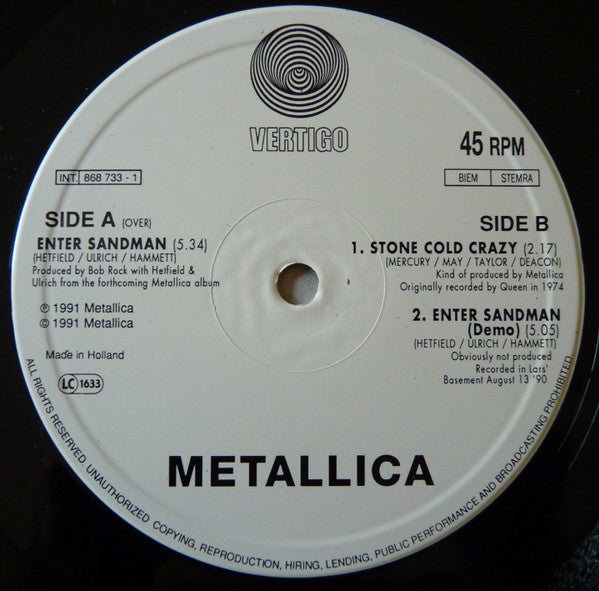 VERTIGO
45 RPM
INT. 868 733 - 1
BIEM STEMRA
SIDE A (OVER)
ENTER SANDMAN (5.34)
(HETFIELD / ULRICH / HAMMETT)
Produced by Bob Rock with Hetfield &
Ulrich from the forthcoming Metallica album
℗ 1991 Metallica
© 1991 Metallica
Made in Holland
LC 1633
SIDE B
1. STONE COLD CRAZY (2.17)
(MERCURY / MAY / TAYLOR / DEACON)
Kind of produced by Metallica
Originally recorded by Queen in 1974
2. ENTER SANDMAN
(Demo) (5.05)
(HETFIELD / ULRICH / HAMMETT)
Obviously not produced
Recorded in Lars'
Basement August 13 '90
METALLICA
ALL RIGHTS RESERVED. UNAUTHORIZED COPYING, REPRODUCTION, HIRING, LENDING, PUBLIC PERFORMANCE AND BROADCASTING PROHIBITED